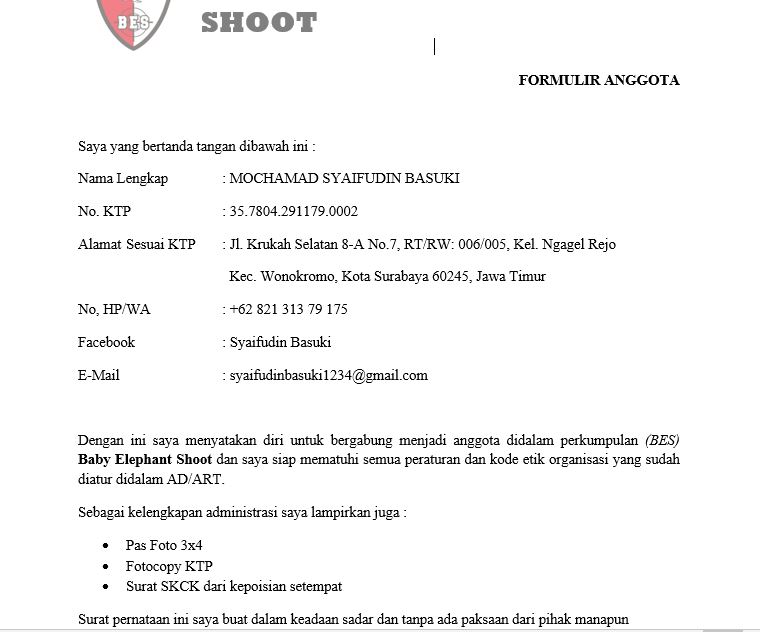 BES
SHOOT
FORMULIR ANGGOTA
Saya yang bertanda tangan dibawah ini :
Nama Lengkap : MOCHAMAD SYAIFUDIN BASUKI
No. KTP : 35.7804.291179.0002
Alamat Sesuai KTP : Jl. Krukah Selatan 8-A No.7, RT/RW: 006/005, Kel. Ngagel Rejo
Kec. Wonokromo, Kota Surabaya 60245, Jawa Timur
No, HP/WA : +62 821 313 79 175
Facebook : Syaifudin Basuki
E-Mail : syaifudinbasuki1234@gmail.com
Dengan ini saya menyatakan diri untuk bergabung menjadi anggota didalam perkumpulan (BES)
Baby Elephant Shoot dan saya siap mematuhi semua peraturan dan kode etik organisasi yang sudah
diatur didalam AD/ART.
Sebagai kelengkapan administrasi saya lampirkan juga :
• Pas Foto 3x4
• Fotocopy KTP
• Surat SKCK dari kepoisian setempat
Surat pernataan ini saya buat dalam keadaan sadar dan tanpa ada paksaan dari pihak manapun